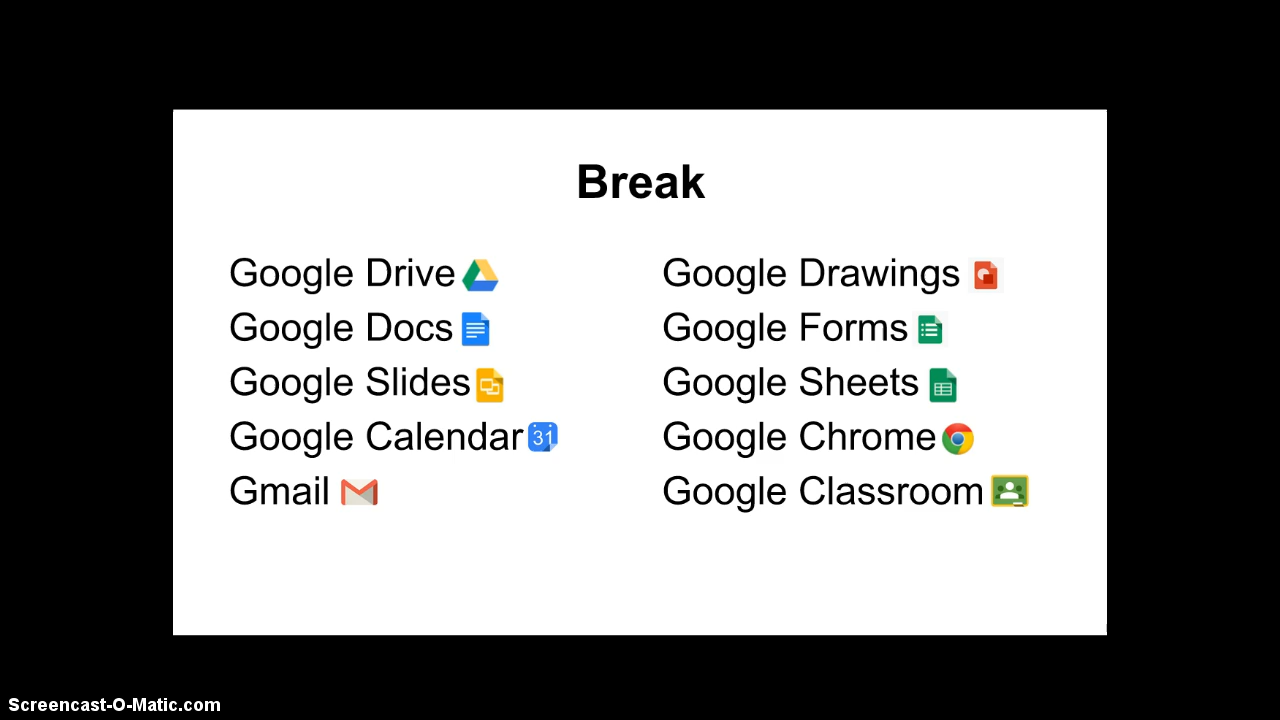 Break
Google Drive
Google Docs
Google Slides
Google Calendar 31
Gmail
Google Drawings
Google Forms
Google Sheets
Google Chrome
Google Classroom
Screencast-O-Matic.com